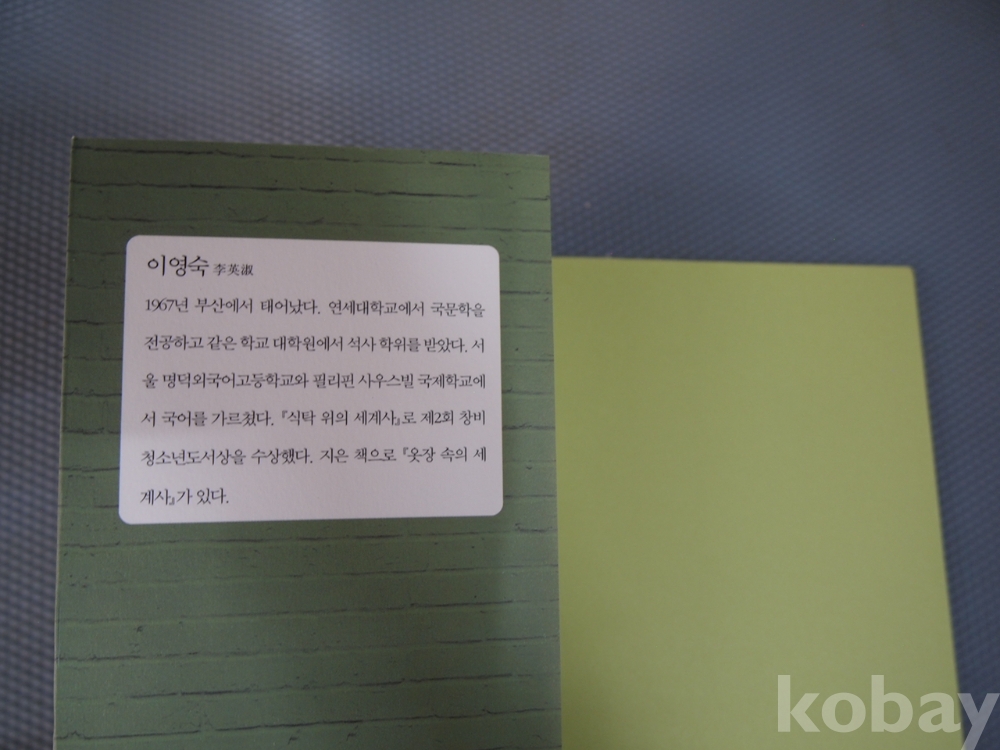 이영숙 李英淑
1967년 부산에서 태어났다. 연세대학교에서 국문학을
전공하고 같은 학교 대학원에서 석사 학위를 받았다. 서
울 명덕외국어고등학교와 필리핀 사우스빌 국제학교에
서 국어를 가르쳤다. 『식탁 위의 세계사』로 제2회 창비
청소년도서상을 수상했다. 지은 책으로 『옷장 속의 세
계사』가 있다.
kobay